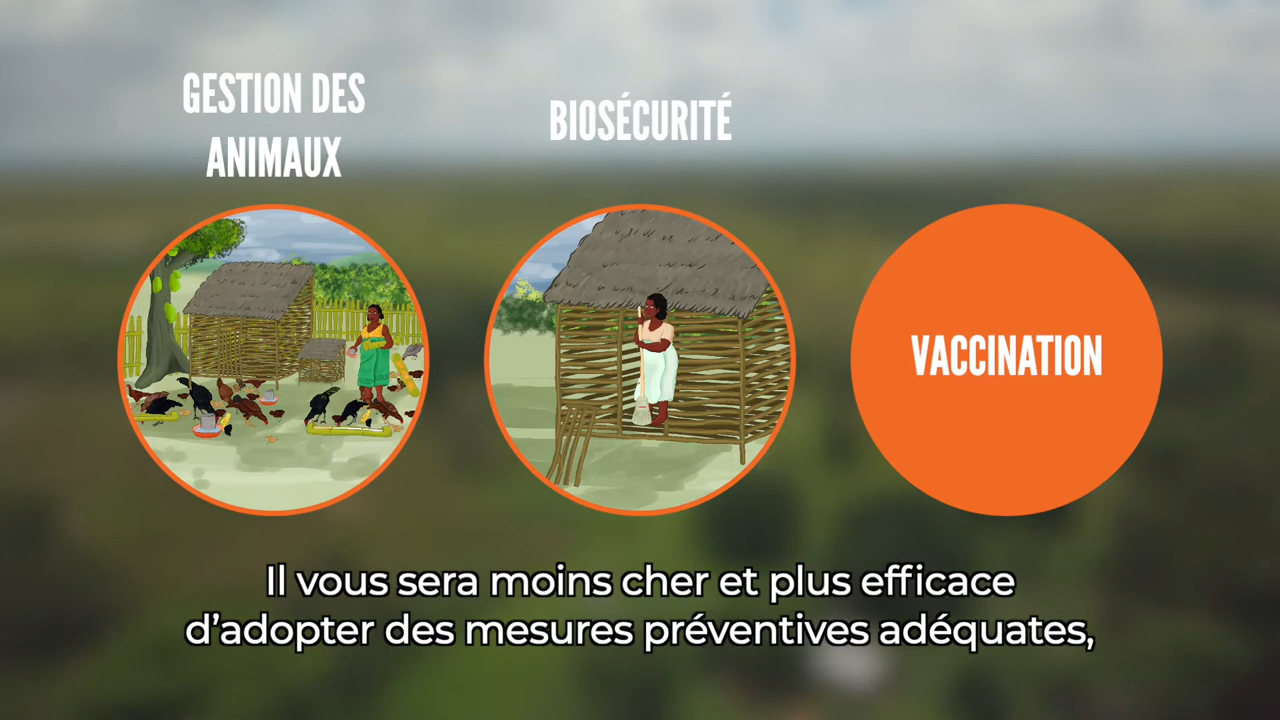 GESTION DES
ANIMAUX
BIOSÉCURITÉ
VACCINATION
Il vous sera moins cher et plus efficace
d’adopter des mesures préventives adéquates,